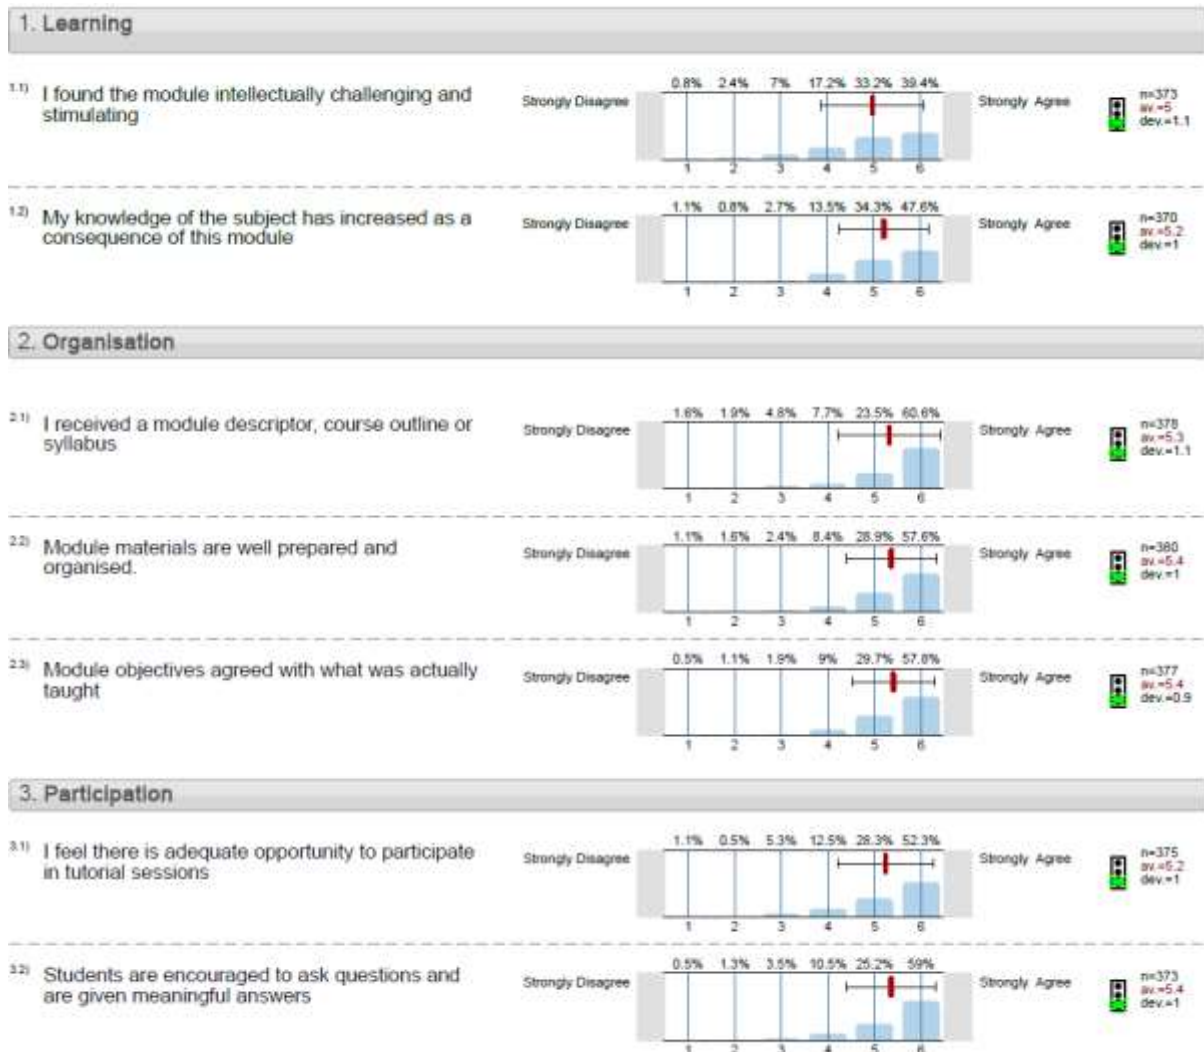 1. Learning
0.8% 2.4% 7% 17.2% 33.2% 39.4%
1.1) I found the module intellectually challenging and
stimulating
Strongly Disagree
Strongly Agree
n=373
av.=5
dev.=1.1
1 2 3 4 5 6
1.1% 0.8% 2.7% 13.5% 34.3% 47.6%
1.2) My knowledge of the subject has increased as a
consequence of this module
Strongly Disagree
Strongly Agree
n=370
av.=5.2
dev.=1
1 2 3 4 5 6
2. Organisation
1.6% 1.9% 4.8% 7.7% 23.5% 60.6%
2.1) I received a module descriptor, course outline or
syllabus
Strongly Disagree
Strongly Agree
n=378
av.=5.3
dev.=1.1
1 2 3 4 5 6
1.1% 1.6% 2.4% 8.4% 28.9% 57.6%
2.2) Module materials are well prepared and
organised.
Strongly Disagree
Strongly Agree
n=380
av.=5.4
dev.=1
1 2 3 4 5 6
0.5% 1.1% 1.9% 9% 29.7% 57.8%
2.3) Module objectives agreed with what was actually
taught
Strongly Disagree
Strongly Agree
n=377
av.=5.4
dev.=0.9
1 2 3 4 5 6
3. Participation
1.1% 0.5% 5.3% 12.5% 28.3% 52.3%
3.1) I feel there is adequate opportunity to participate
in tutorial sessions
Strongly Disagree
Strongly Agree
n=375
av.=5.2
dev.=1
1 2 3 4 5 6
0.5% 1.3% 3.5% 10.5% 25.2% 59%
3.2) Students are encouraged to ask questions and
are given meaningful answers
Strongly Disagree
Strongly Agree
n=373
av.=5.4
dev.=1
1 2 3 4 5 6